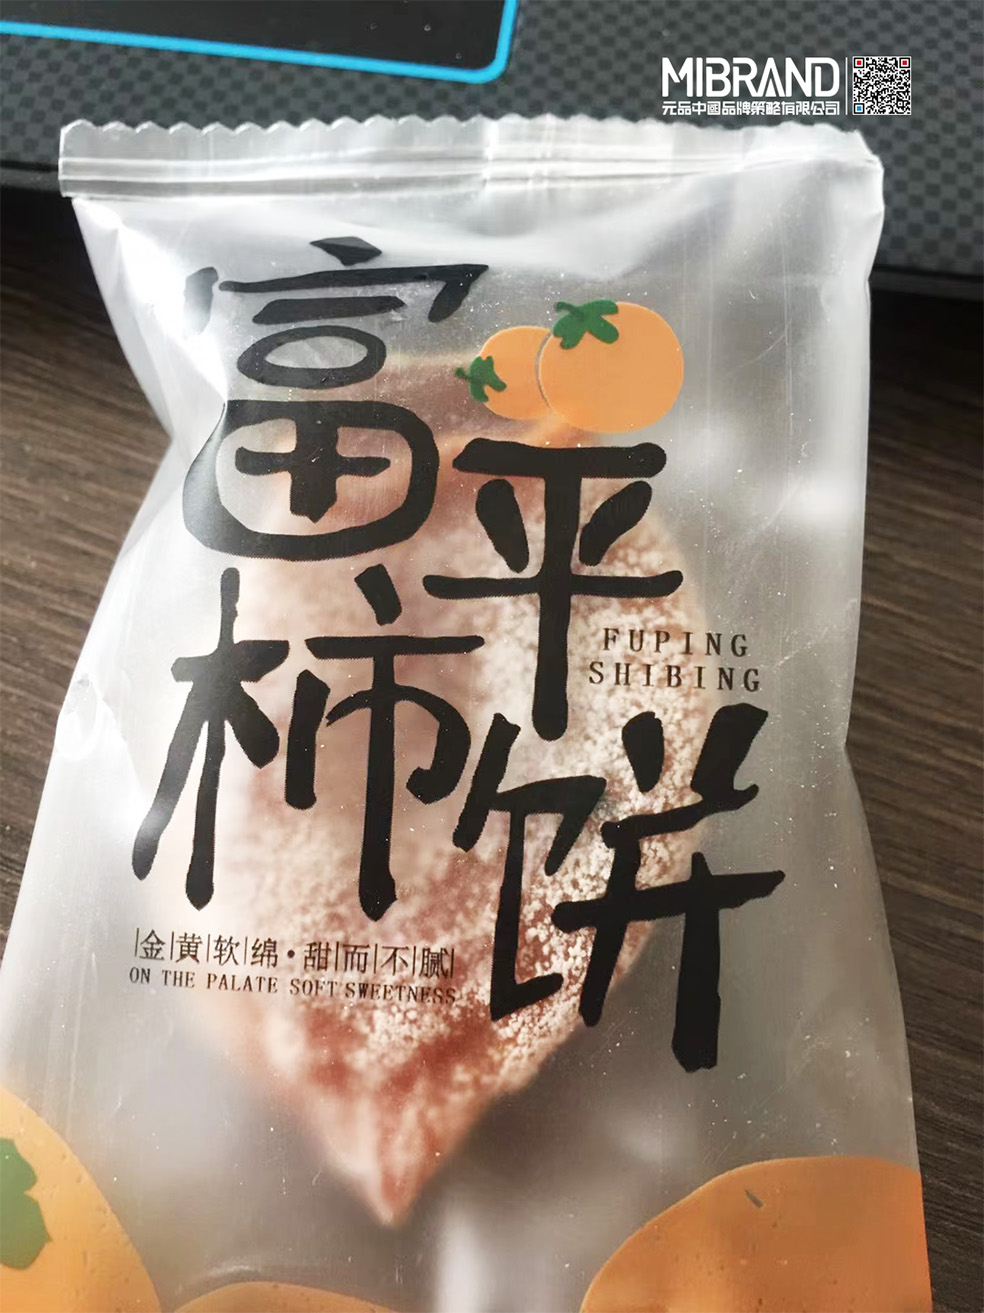 MIBRAND
元品中國品牌策略有限公司
富平
柿饼
FUPING
SHIBING
金黄软绵·甜而不腻
ON THE PALATE SOFT SWEETNESS